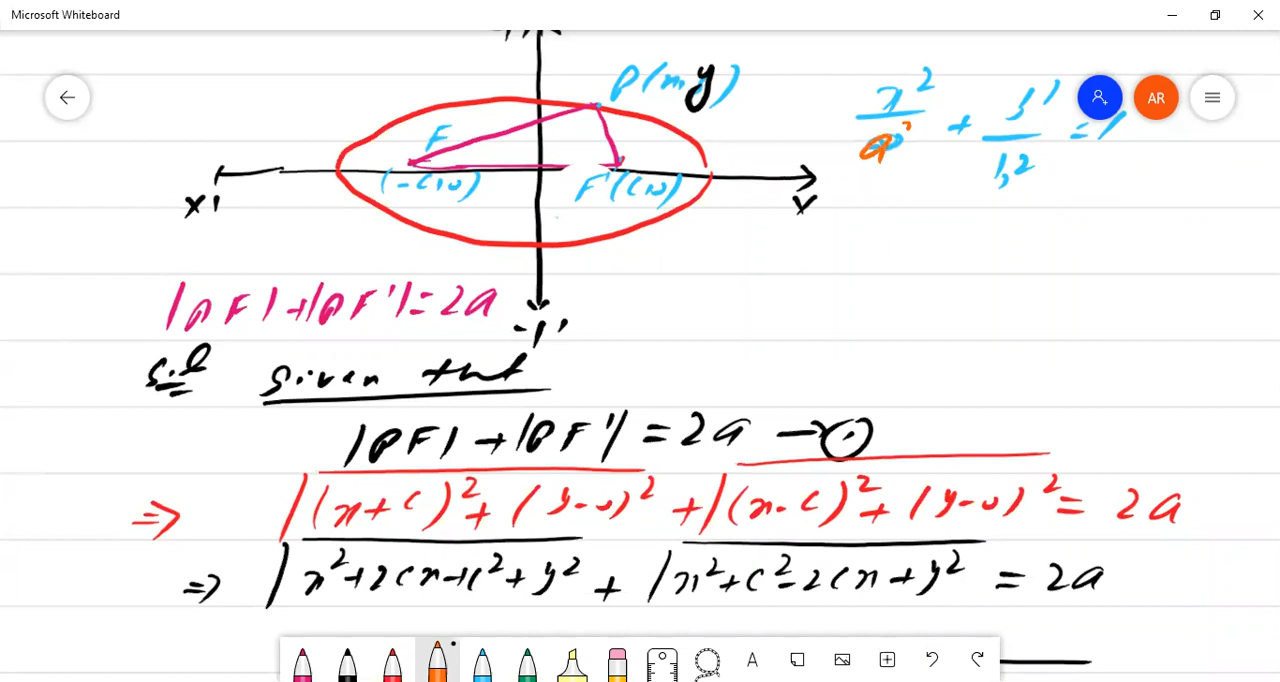 Microsoft Whiteboard
P(x, y)
x² / a² + y² / b² = 1
AR
F
(-c, 0) F'(c, 0)
x' x
|PF| + |PF'| = 2a
-y'
Sol Given that
|PF| + |PF'| = 2a →
⇒ √(x+c)² + (y-0)² + √(x-c)² + (y-0)² = 2a
⇒ √x² + 2cx + c² + y² + √x² + c² - 2cx + y² = 2a
A